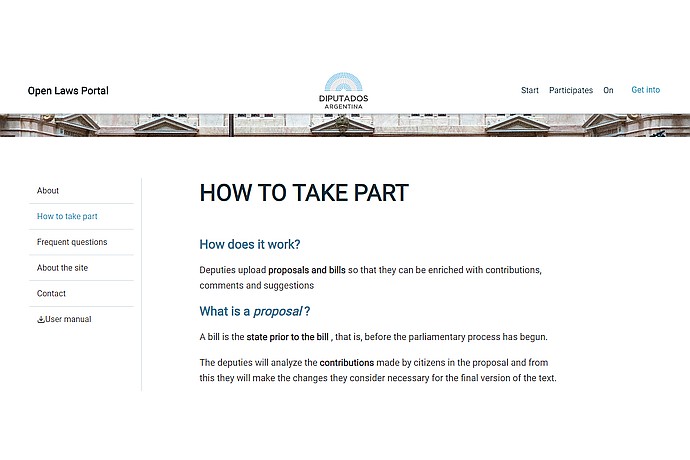 Open Laws Portal
DIPUTADOS
ARGENTINA
Start Participates On Get into
About
How to take part
Frequent questions
About the site
Contact
User manual
HOW TO TAKE PART
How does it work?
Deputies upload proposals and bills so that they can be enriched with contributions,
comments and suggestions
What is a proposal ?
A bill is the state prior to the bill , that is, before the parliamentary process has begun.
The deputies will analyze the contributions made by citizens in the proposal and from
this they will make the changes they consider necessary for the final version of the text.